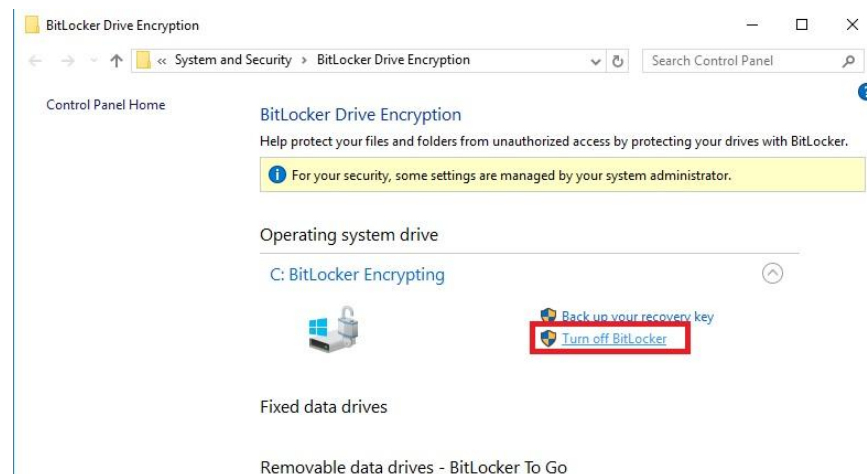 BitLocker Drive Encryption
« System and Security › BitLocker Drive Encryption
Search Control Panel
Control Panel Home
BitLocker Drive Encryption
Help protect your files and folders from unauthorized access by protecting your drives with BitLocker.
For your security, some settings are managed by your system administrator.
Operating system drive
C: BitLocker Encrypting
Back up your recovery key
Turn off BitLocker
Fixed data drives
Removable data drives - BitLocker To Go